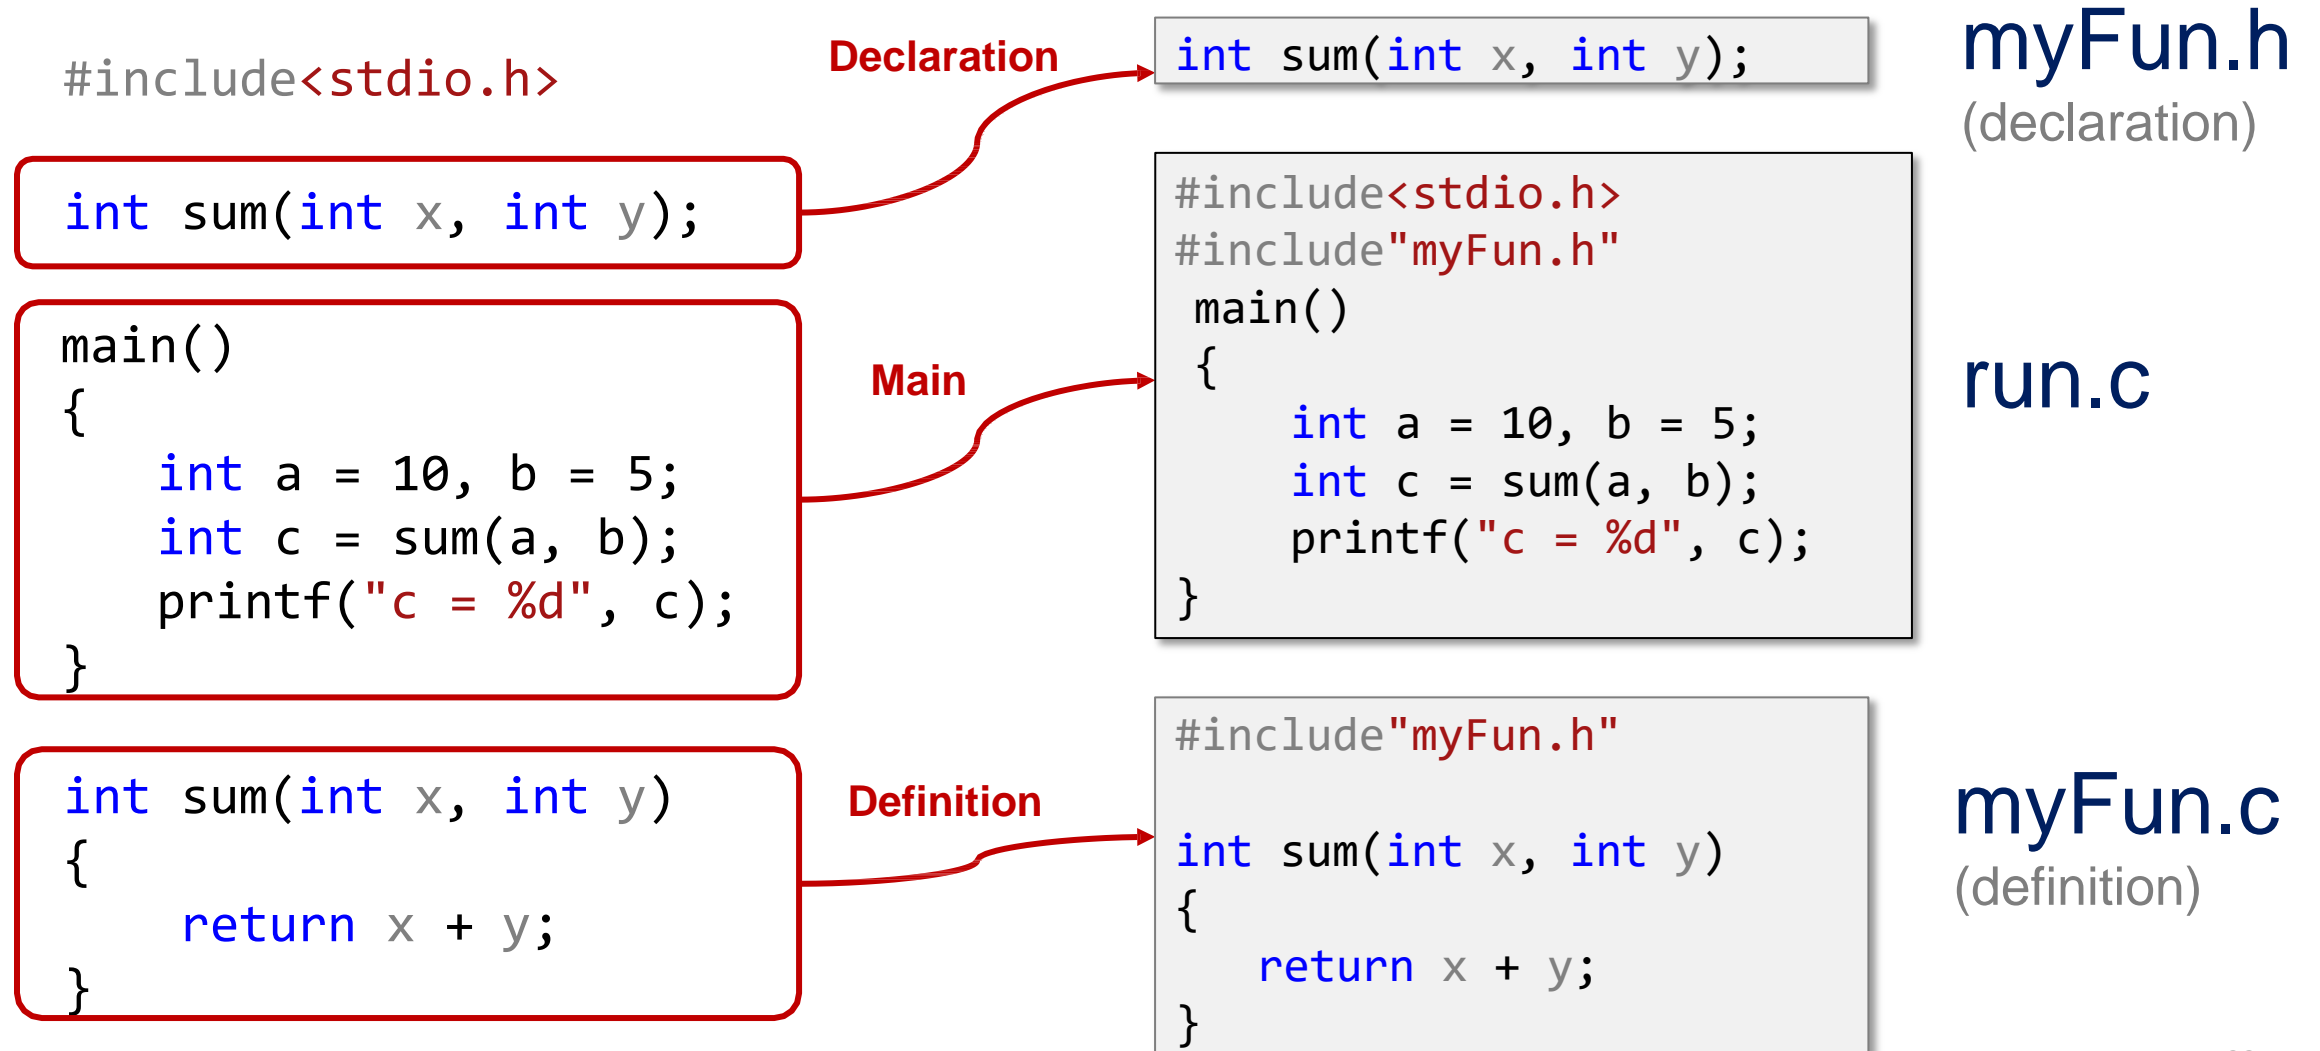 #include<stdio.h>
int sum(int x, int y);
main()
{
int a = 10, b = 5;
int c = sum(a, b);
printf("c = %d", c);
}
int sum(int x, int y)
{
return x + y;
}
Declaration
Main
Definition
int sum(int x, int y);
myFun.h
(declaration)
#include<stdio.h>
#include"myFun.h"
main()
{
int a = 10, b = 5;
int c = sum(a, b);
printf("c = %d", c);
}
run.c
#include"myFun.h"
int sum(int x, int y)
{
return x + y;
}
myFun.c
(definition)